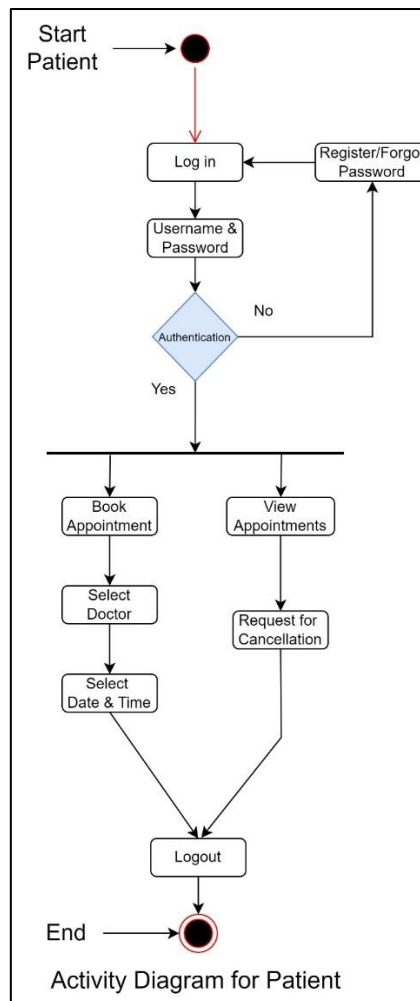 Start
Patient
Log in
Register/Forgo
Password
Username &
Password
Authentication
No
Yes
Book
Appointment
View
Appointments
Select
Doctor
Request for
Cancellation
Select
Date & Time
Logout
End
Activity Diagram for Patient